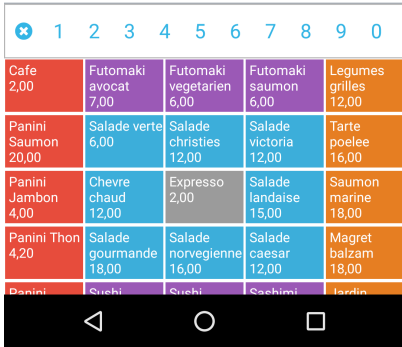 1 2 3 4 5 6 7 8 9 0
Cafe
2,00
Futomaki
avocat
7,00
Futomaki
vegetarien
6,00
Futomaki
saumon
6,00
Legumes
grilles
12,00
Panini
Saumon
20,00
Salade verte
6,00
Salade
christies
12,00
Salade
victoria
12,00
Tarte
poelee
16,00
Panini
Jambon
4,00
Chevre
chaud
12,00
Expresso
2,00
Salade
landaise
15,00
Saumon
marine
18,00
Panini Thon
4,20
Salade
gourmande
18,00
Salade
norvegienne
16,00
Salade
caesar
12,00
Magret
balzam
18,00
Panini
Sushi
Sushi
Sashimi
Jardin